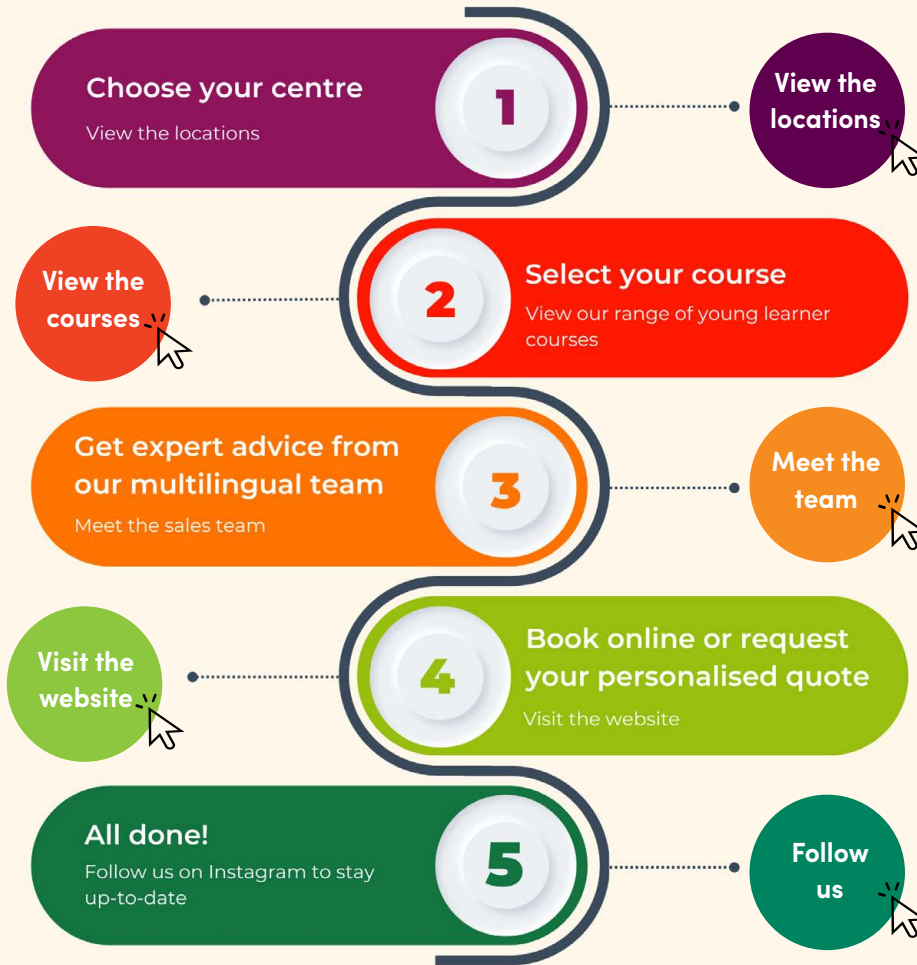 Choose your centre
View the locations
1
View the
locations
View the
courses
2
Select your course
View our range of young learner
courses
Get expert advice from
our multilingual team
Meet the sales team
3
Meet the
team
Visit the
website
4
Book online or request
your personalised quote
Visit the website
All done!
Follow us on Instagram to stay
up-to-date
5
Follow
us